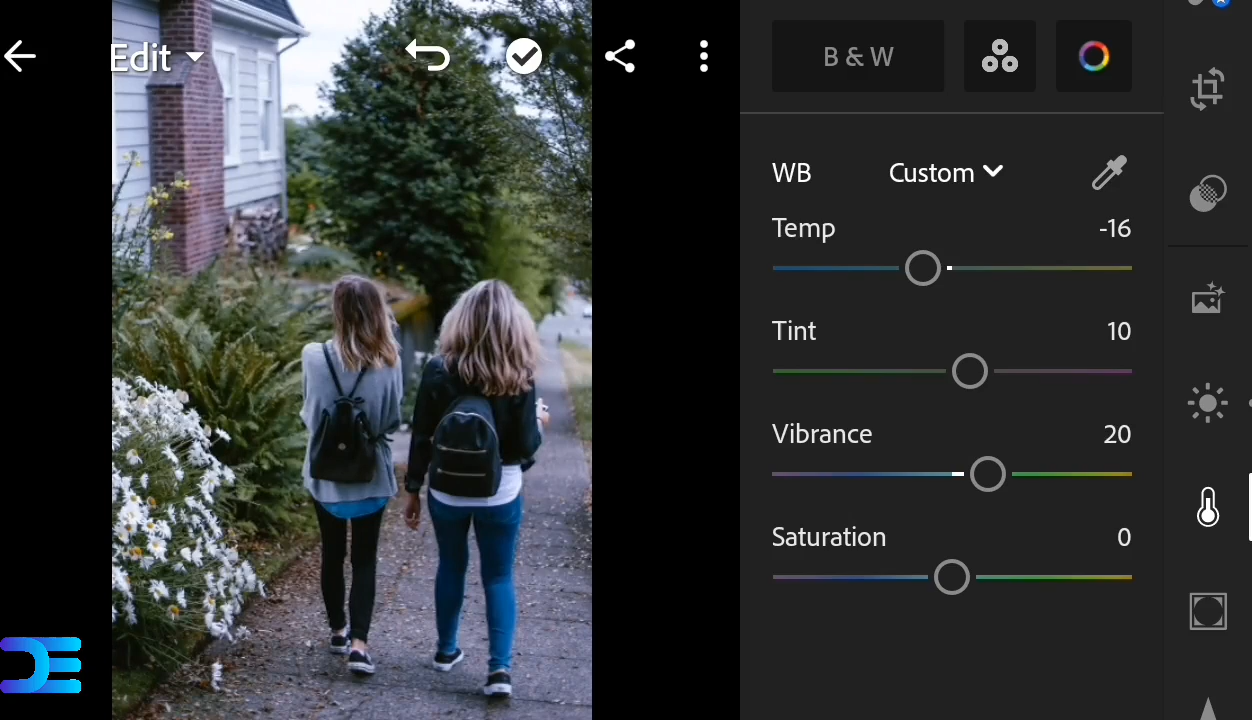 Edit
B & W
WB Custom
Temp -16
Tint 10
Vibrance 20
Saturation 0